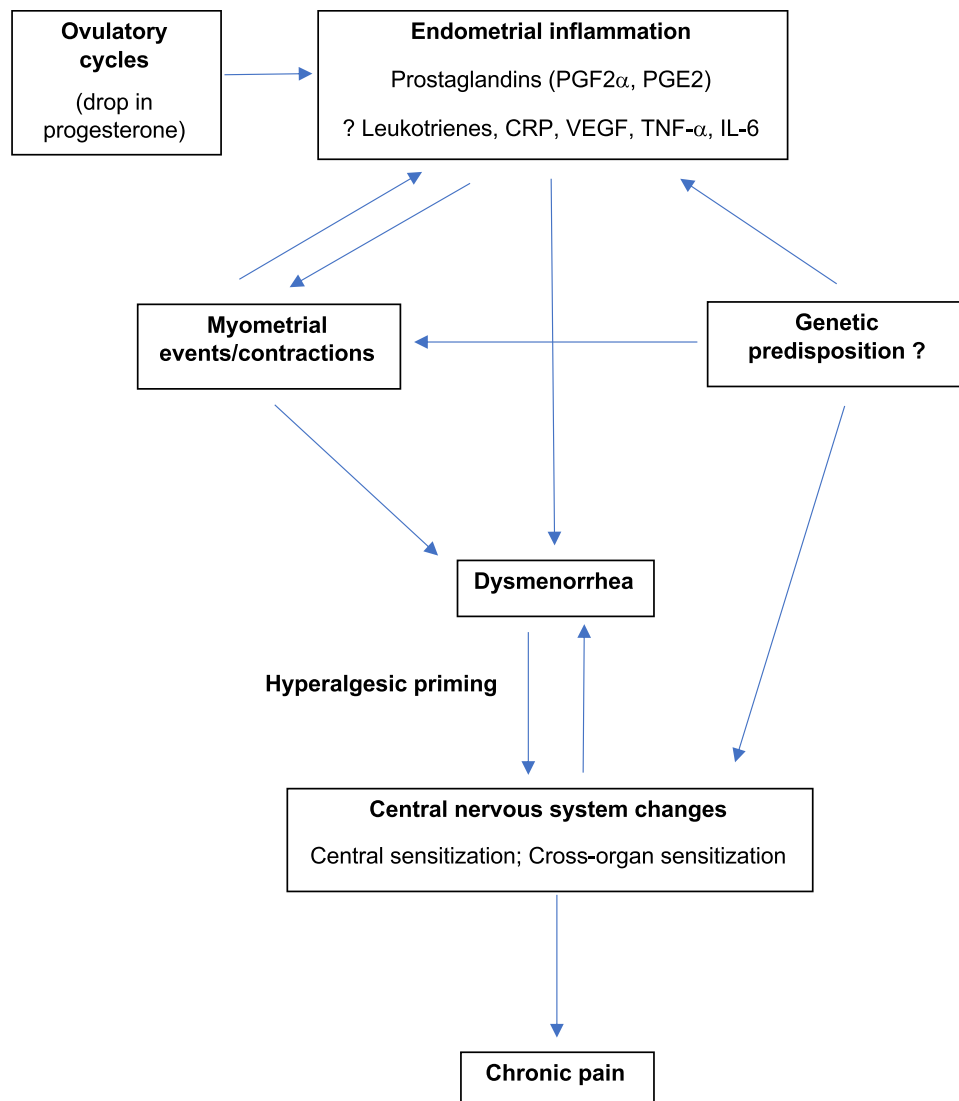 Ovulatory
cycles
(drop in
progesterone)
Endometrial inflammation
Prostaglandins (PGF2α, PGE2)
? Leukotrienes, CRP, VEGF, TNF-α, IL-6
Myometrial
events/contractions
Genetic
predisposition ?
Dysmenorrhea
Hyperalgesic priming
Central nervous system changes
Central sensitization; Cross-organ sensitization
Chronic pain